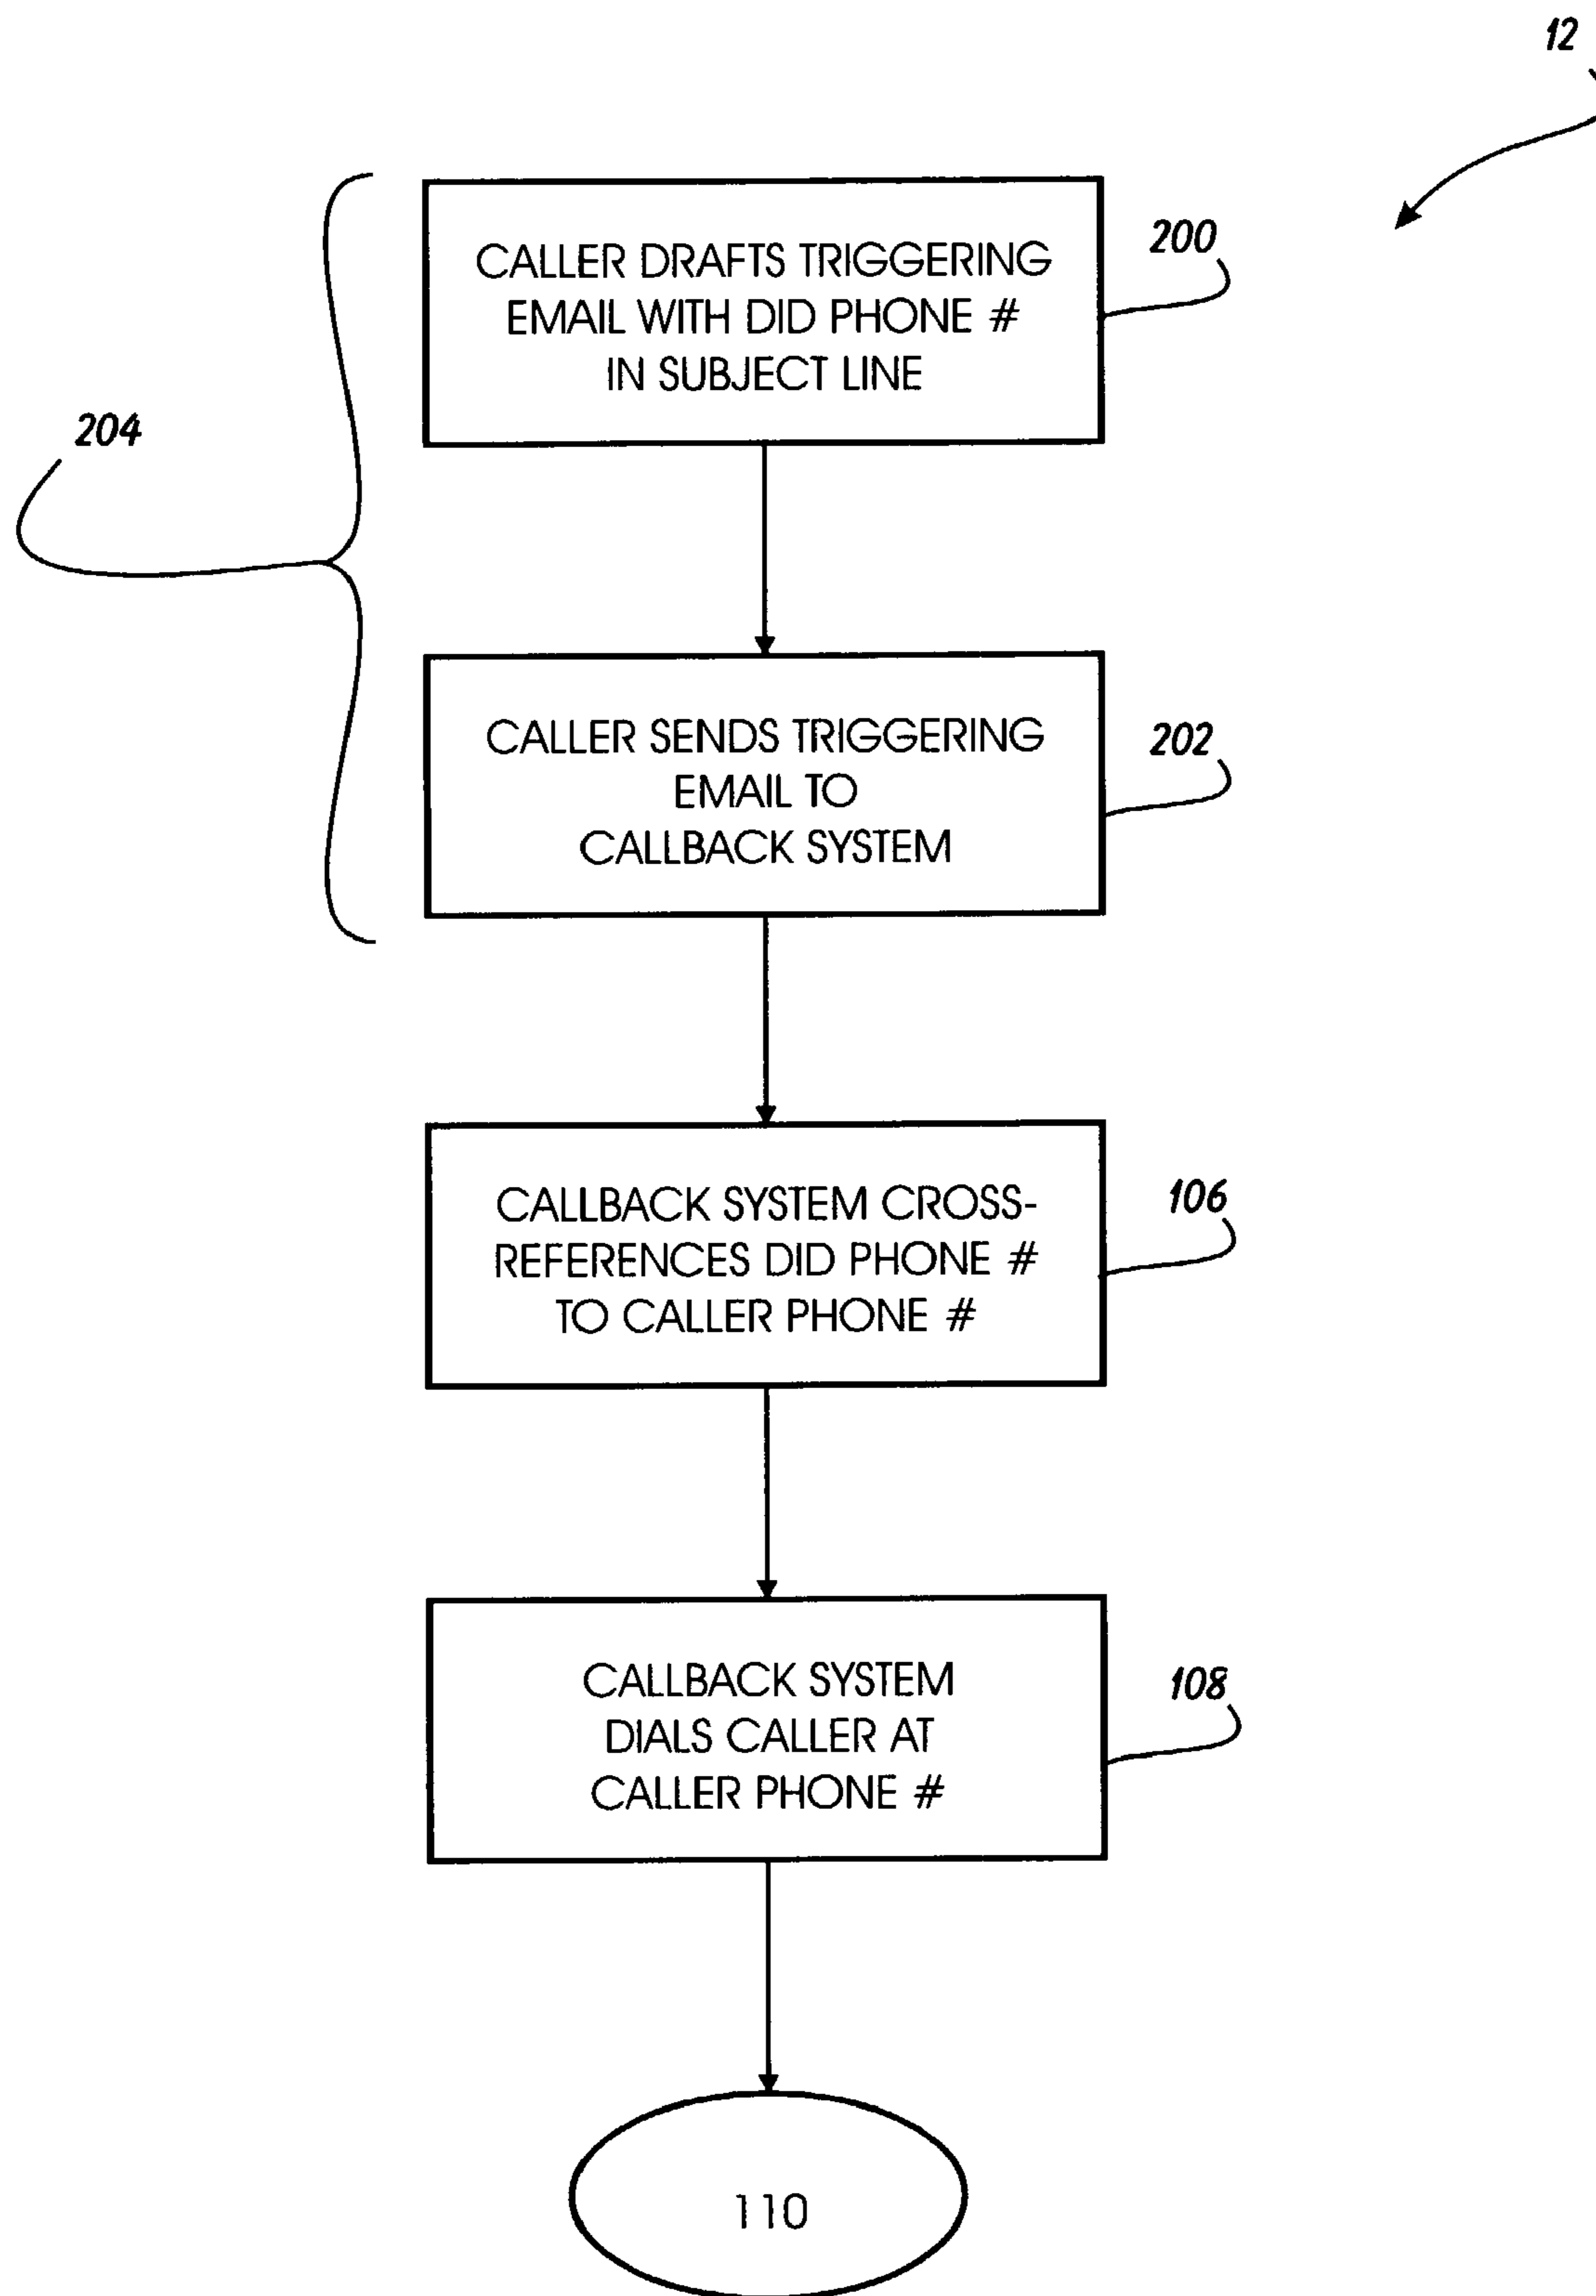 12
CALLER DRAFTS TRIGGERING
EMAIL WITH DID PHONE #
IN SUBJECT LINE
200
204
CALLER SENDS TRIGGERING
EMAIL TO
CALLBACK SYSTEM
202
CALLBACK SYSTEM CROSS-
REFERENCES DID PHONE #
TO CALLER PHONE #
106
CALLBACK SYSTEM
DIALS CALLER AT
CALLER PHONE #
108
110